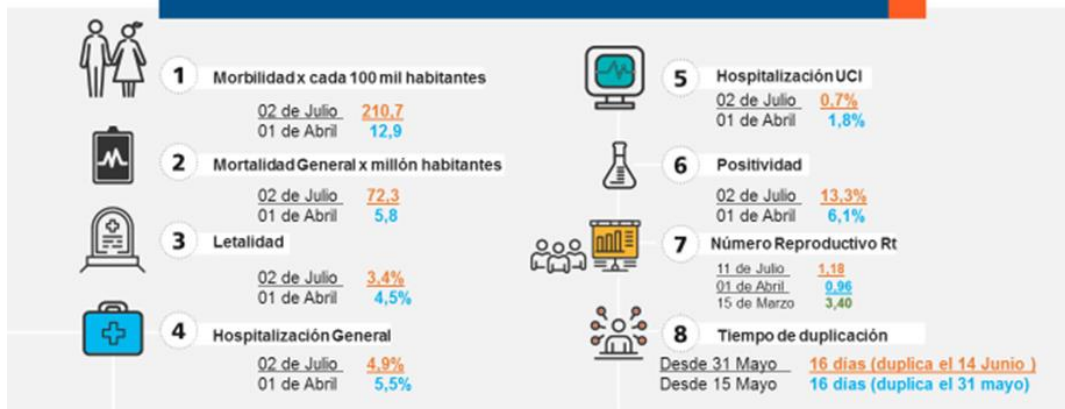 1 Morbilidad x cada 100 mil habitantes
02 de Julio 210,7
01 de Abril 12,9
2 Mortalidad General x millón habitantes
02 de Julio 72,3
01 de Abril 5,8
3 Letalidad
02 de Julio 3,4%
01 de Abril 4,5%
4 Hospitalización General
02 de Julio 4,9%
01 de Abril 5,5%
5 Hospitalización UCI
02 de Julio 0,7%
01 de Abril 1,8%
6 Positividad
02 de Julio 13,3%
01 de Abril 6,1%
7 Número Reproductivo Rt
11 de Julio 1,18
01 de Abril 0,96
15 de Marzo 3,40
8 Tiempo de duplicación
Desde 31 Mayo 16 días (duplica el 14 Junio )
Desde 15 Mayo 16 días (duplica el 31 mayo)